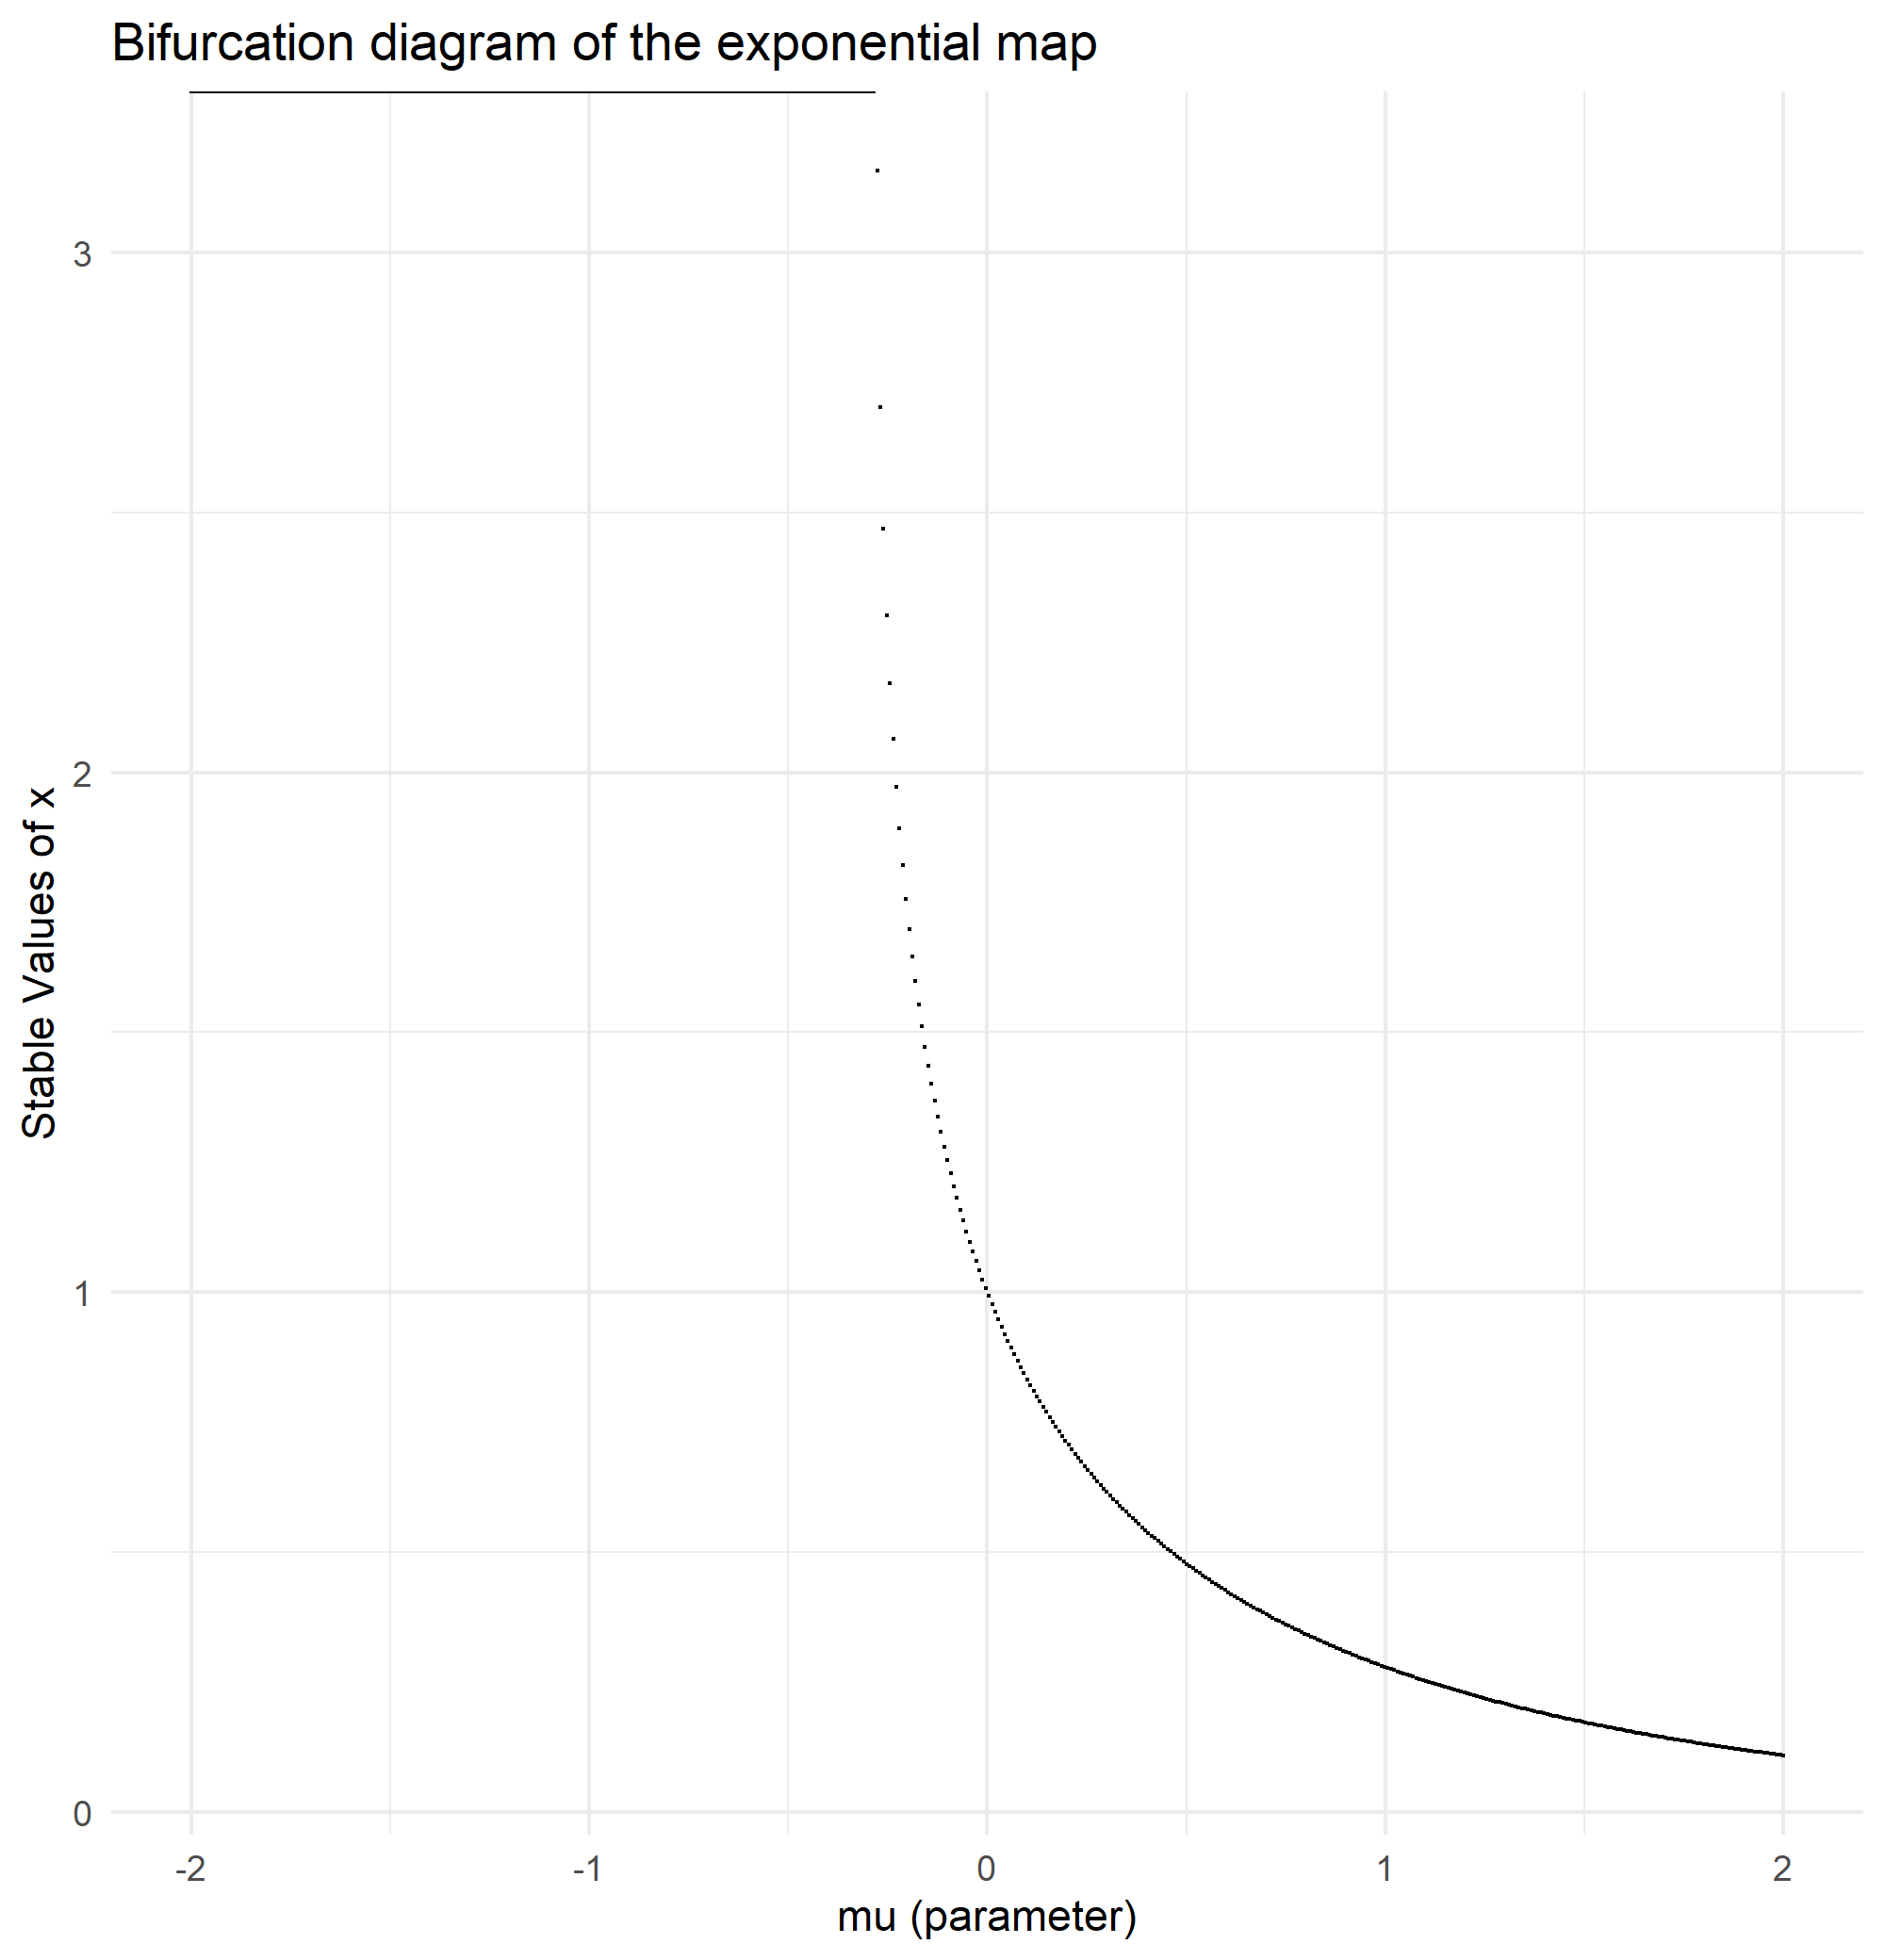 Bifurcation diagram of the exponential map
3
2
1
0
Stable Values of x
-2 -1 0 1 2
mu (parameter)